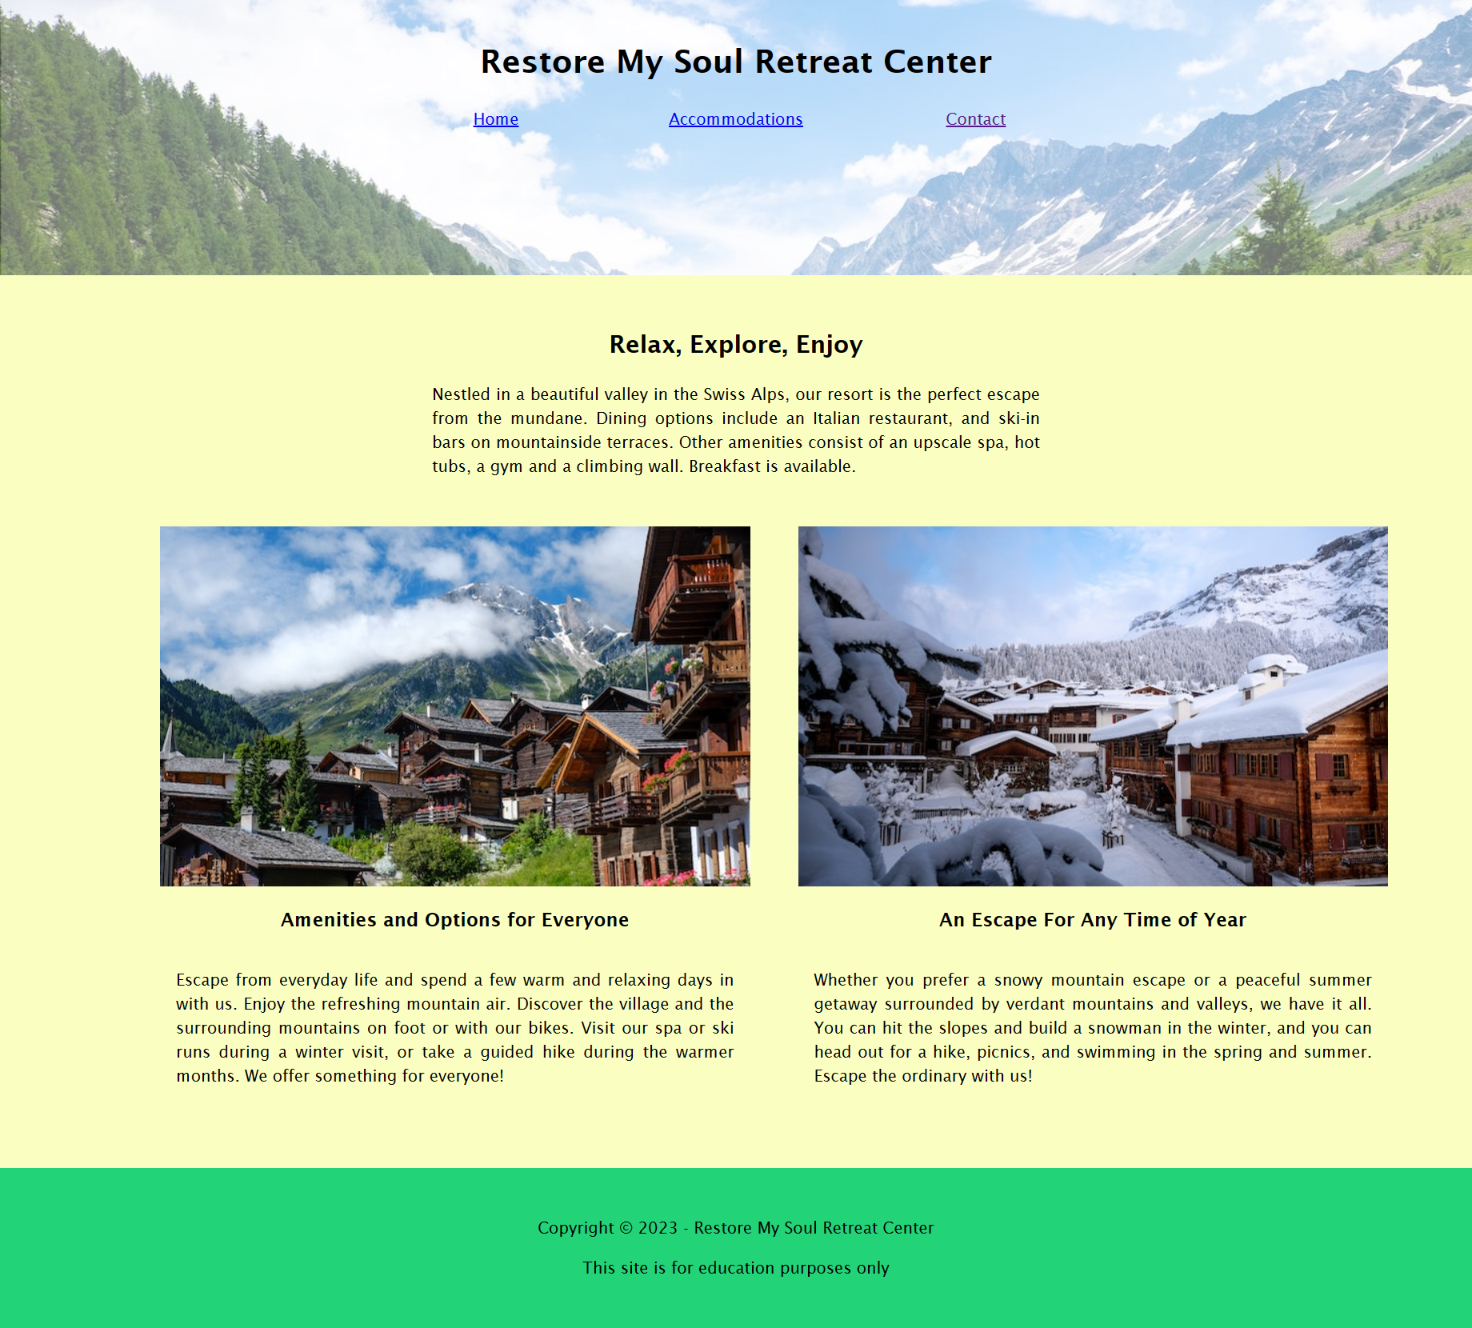 Restore My Soul Retreat Center
Home Accommodations Contact
Relax, Explore, Enjoy
Nestled in a beautiful valley in the Swiss Alps, our resort is the perfect escape
from the mundane. Dining options include an Italian restaurant, and ski-in
bars on mountainside terraces. Other amenities consist of an upscale spa, hot
tubs, a gym and a climbing wall. Breakfast is available.
Amenities and Options for Everyone
Escape from everyday life and spend a few warm and relaxing days in
with us. Enjoy the refreshing mountain air. Discover the village and the
surrounding mountains on foot or with our bikes. Visit our spa or ski
runs during a winter visit, or take a guided hike during the warmer
months. We offer something for everyone!
An Escape For Any Time of Year
Whether you prefer a snowy mountain escape or a peaceful summer
getaway surrounded by verdant mountains and valleys, we have it all.
You can hit the slopes and build a snowman in the winter, and you can
head out for a hike, picnics, and swimming in the spring and summer.
Escape the ordinary with us!
Copyright © 2023 - Restore My Soul Retreat Center
This site is for education purposes only